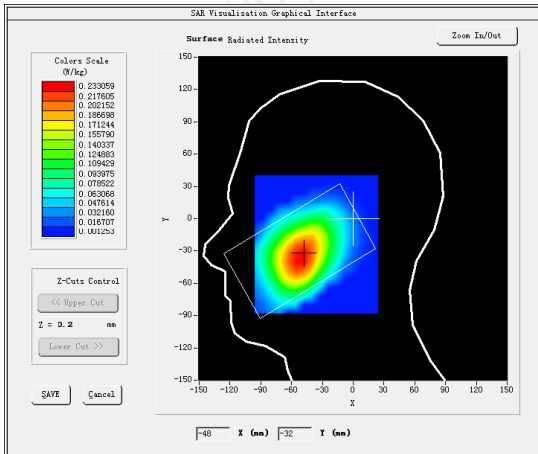 SAR Visualisation Graphical Interface
Surface Radiated Intensity
Zoom In/Out
Colors Scale
(W/kg)
0.233059
0.217605
0.202152
0.186698
0.171244
0.155790
0.140337
0.124883
0.109429
0.093975
0.078522
0.063068
0.047614
0.032160
0.016707
0.001253
150
120
90
60
30
0
-30
-60
-90
-120
-150
Y
-150 -120 -90 -60 -30 0 30 60 90 120 150
X
Z-Cuts Control
<< Upper Cut
Z = 0.2 mm
Lower Cut >>
SAVE Cancel
-48 X (mm) -32 Y (mm)